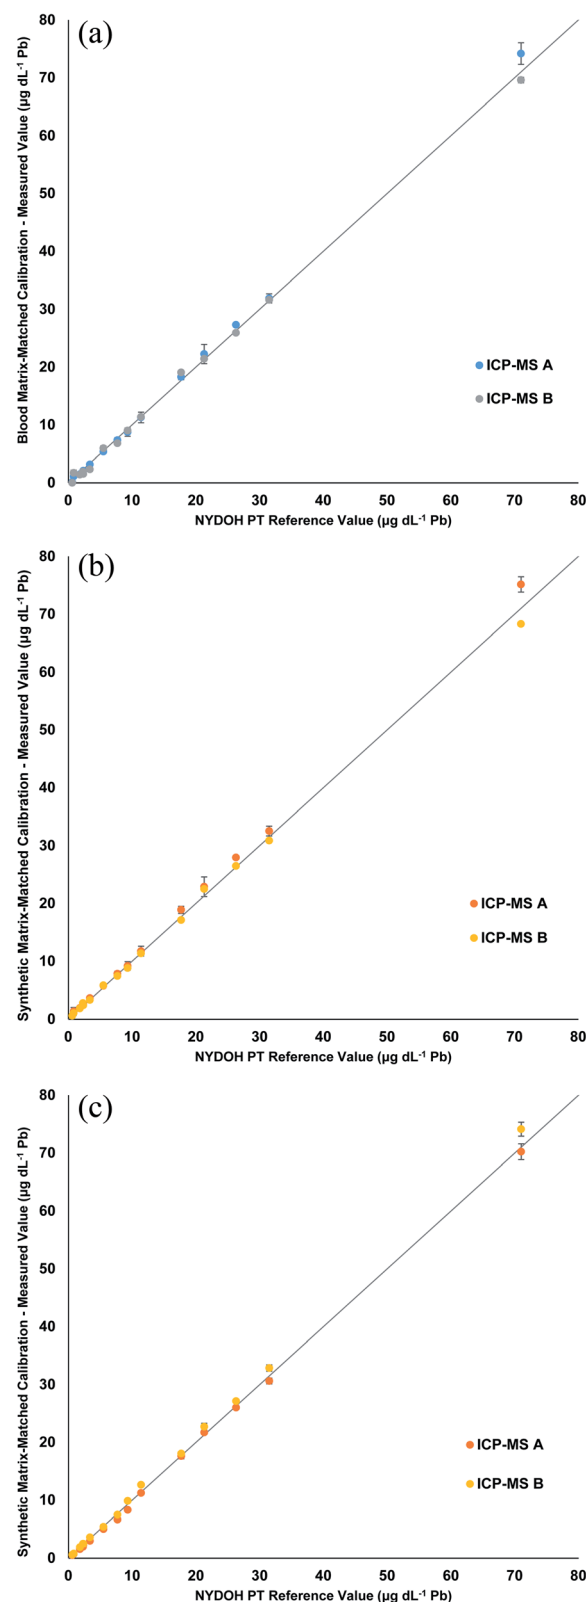 (a)
Blood Matrix-Matched Calibration - Measured Value (µg dL-1 Pb)
80
70
60
50
40
30
20
10
0
ICP-MS A
ICP-MS B
0 10 20 30 40 50 60 70 80
NYDOH PT Reference Value (µg dL-1 Pb)
(b)
Synthetic Matrix-Matched Calibration - Measured Value (µg dL-1 Pb)
80
70
60
50
40
30
20
10
0
ICP-MS A
ICP-MS B
0 10 20 30 40 50 60 70 80
NYDOH PT Reference Value (µg dL-1 Pb)
(c)
Synthetic Matrix-Matched Calibration - Measured Value (µg dL-1 Pb)
80
70
60
50
40
30
20
10
0
ICP-MS A
ICP-MS B
0 10 20 30 40 50 60 70 80
NYDOH PT Reference Value (µg dL-1 Pb)